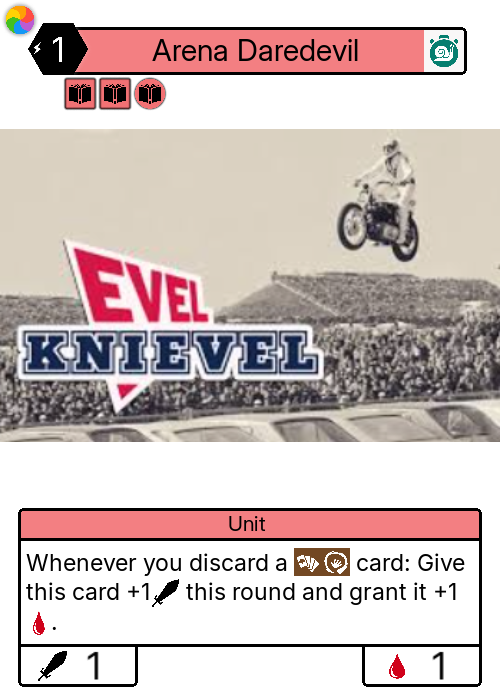 1
Arena Daredevil
EVEL
KNIEVEL
Unit
Whenever you discard a card: Give
this card +1 this round and grant it +1
.
1
1